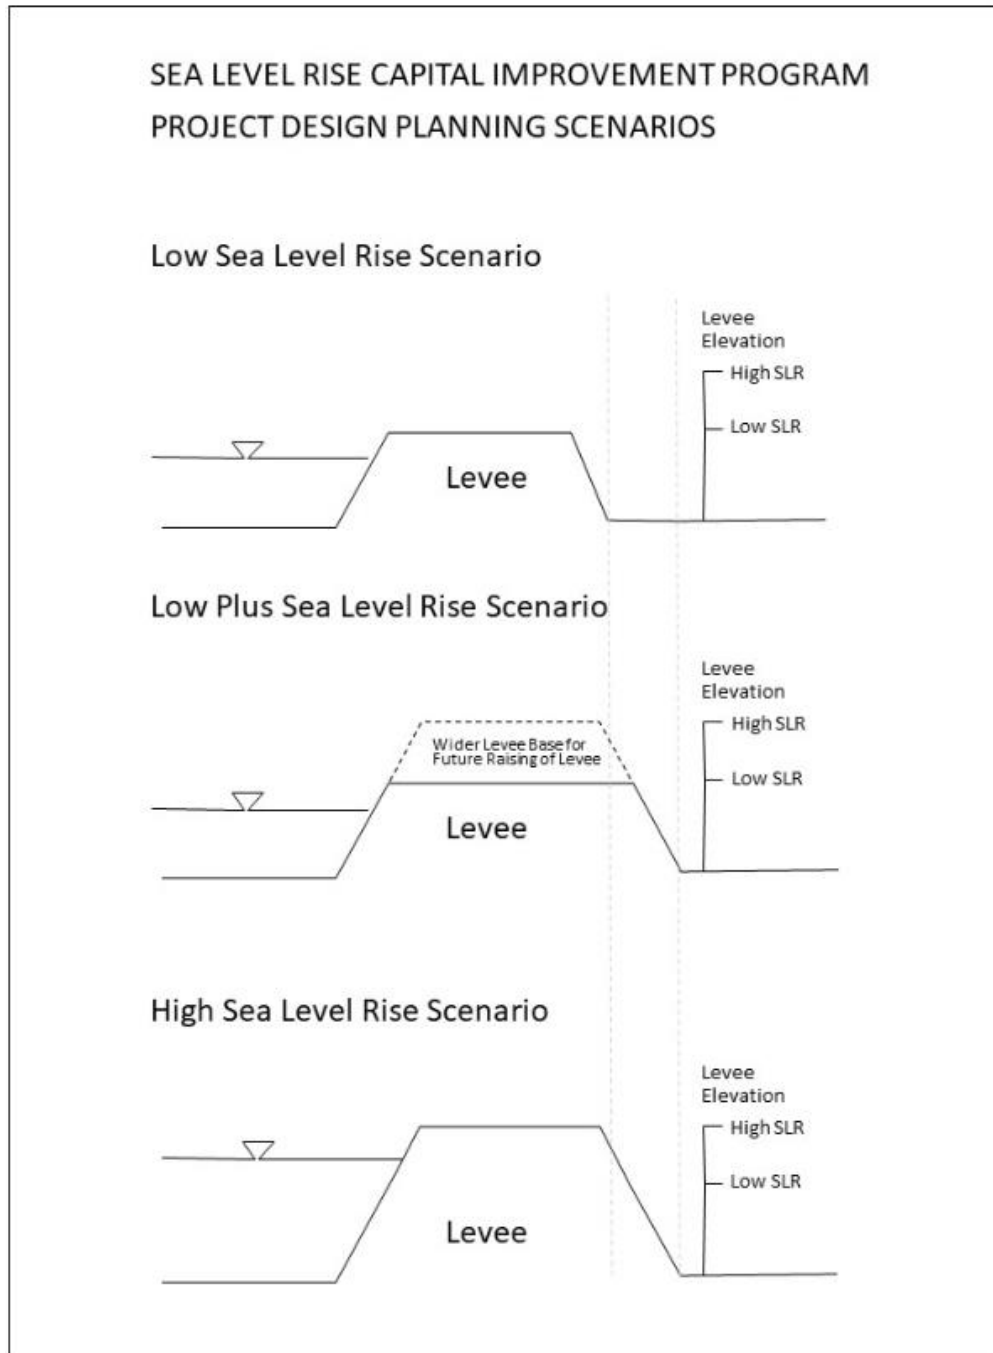 SEA LEVEL RISE CAPITAL IMPROVEMENT PROGRAM
PROJECT DESIGN PLANNING SCENARIOS
Low Sea Level Rise Scenario
Levee
Elevation
High SLR
Low SLR
Levee
Low Plus Sea Level Rise Scenario
Levee
Elevation
High SLR
Wider Levee Base for
Future Raising of Levee
Low SLR
Levee
High Sea Level Rise Scenario
Levee
Elevation
High SLR
Low SLR
Levee